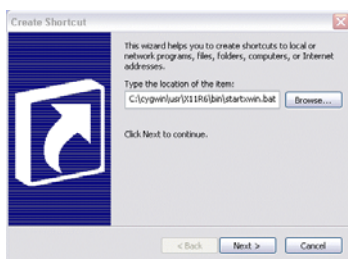 Create Shortcut
This wizard helps you to create shortcuts to local or
network programs, files, folders, computers, or Internet
addresses.
Type the location of the item:
C:\cygwin\usr\X11R6\bin\startxwin.bat
Browse...
Click Next to continue.
< Back
Next >
Cancel